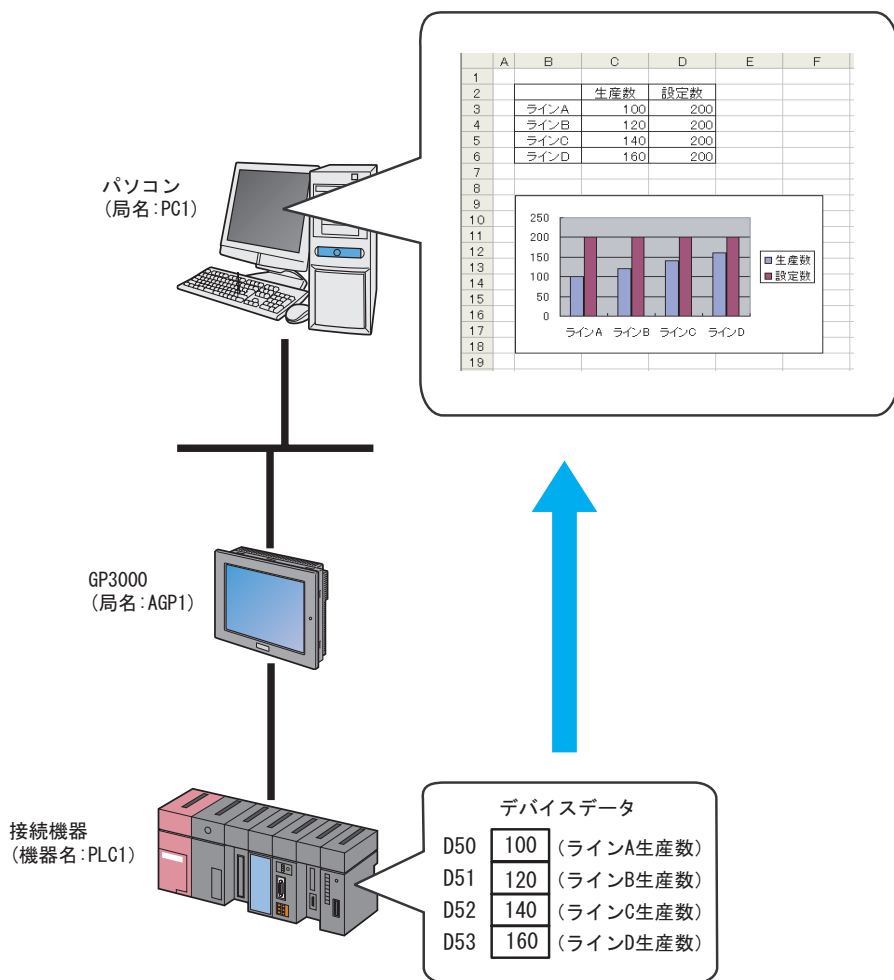 A B C D E F
1
2 生産数 設定数
3 ラインA 100 200
4 ラインB 120 200
5 ラインC 140 200
6 ラインD 160 200
7
8
9
10
11
12
13
14
15
16
17
18
19
250
200
150
100
50
0
ラインA ラインB ラインC ラインD
生産数
設定数
パソコン
(局名:PC1)
GP3000
(局名:AGP1)
接続機器
(機器名:PLC1)
デバイスデータ
D50 100 (ラインA生産数)
D51 120 (ラインB生産数)
D52 140 (ラインC生産数)
D53 160 (ラインD生産数)